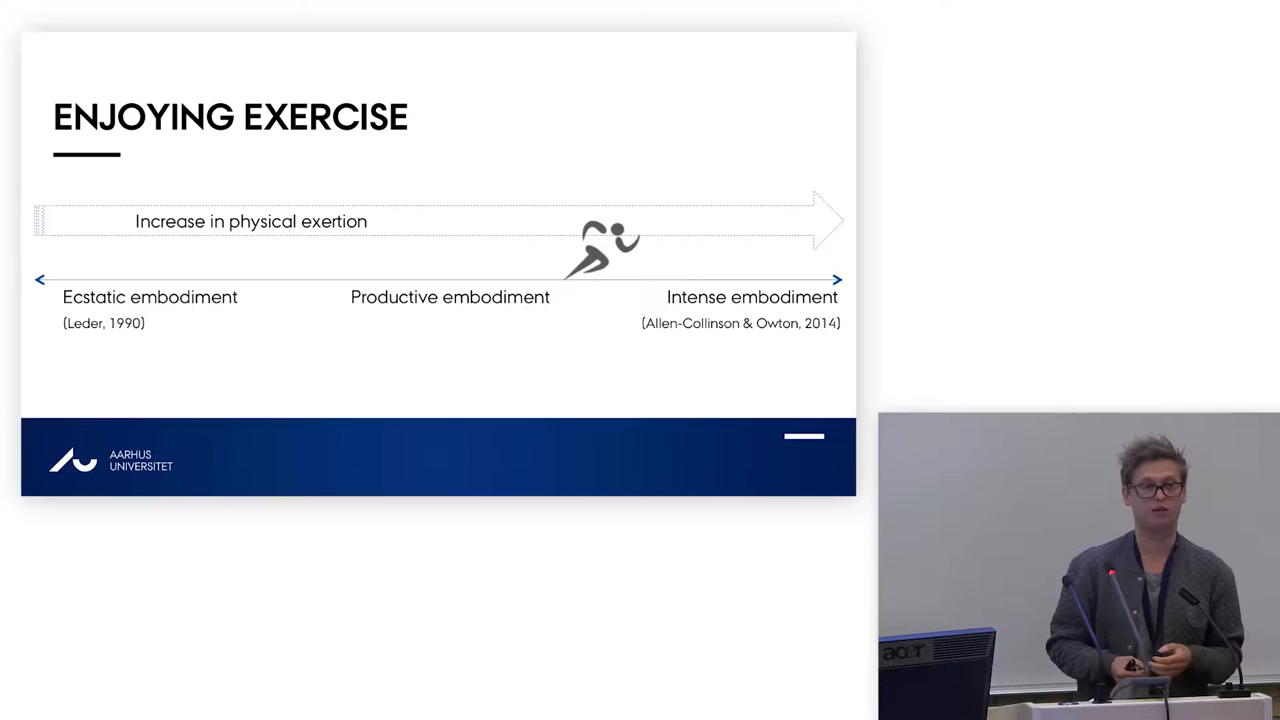 ENJOYING EXERCISE
Increase in physical exertion
Ecstatic embodiment
Productive embodiment
Intense embodiment
(Leder, 1990)
(Allen-Collinson & Owton, 2014)
AARHUS
UNIVERSITET
acer